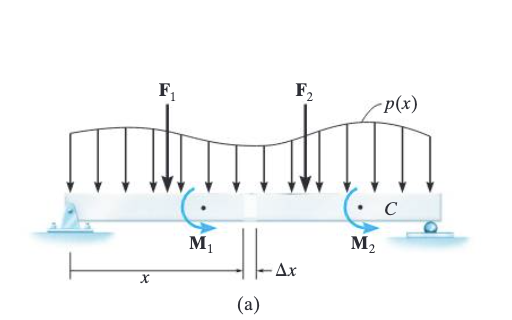 F₁ F₂ p(x)
C
M₁ M₂
x Δx
(a)